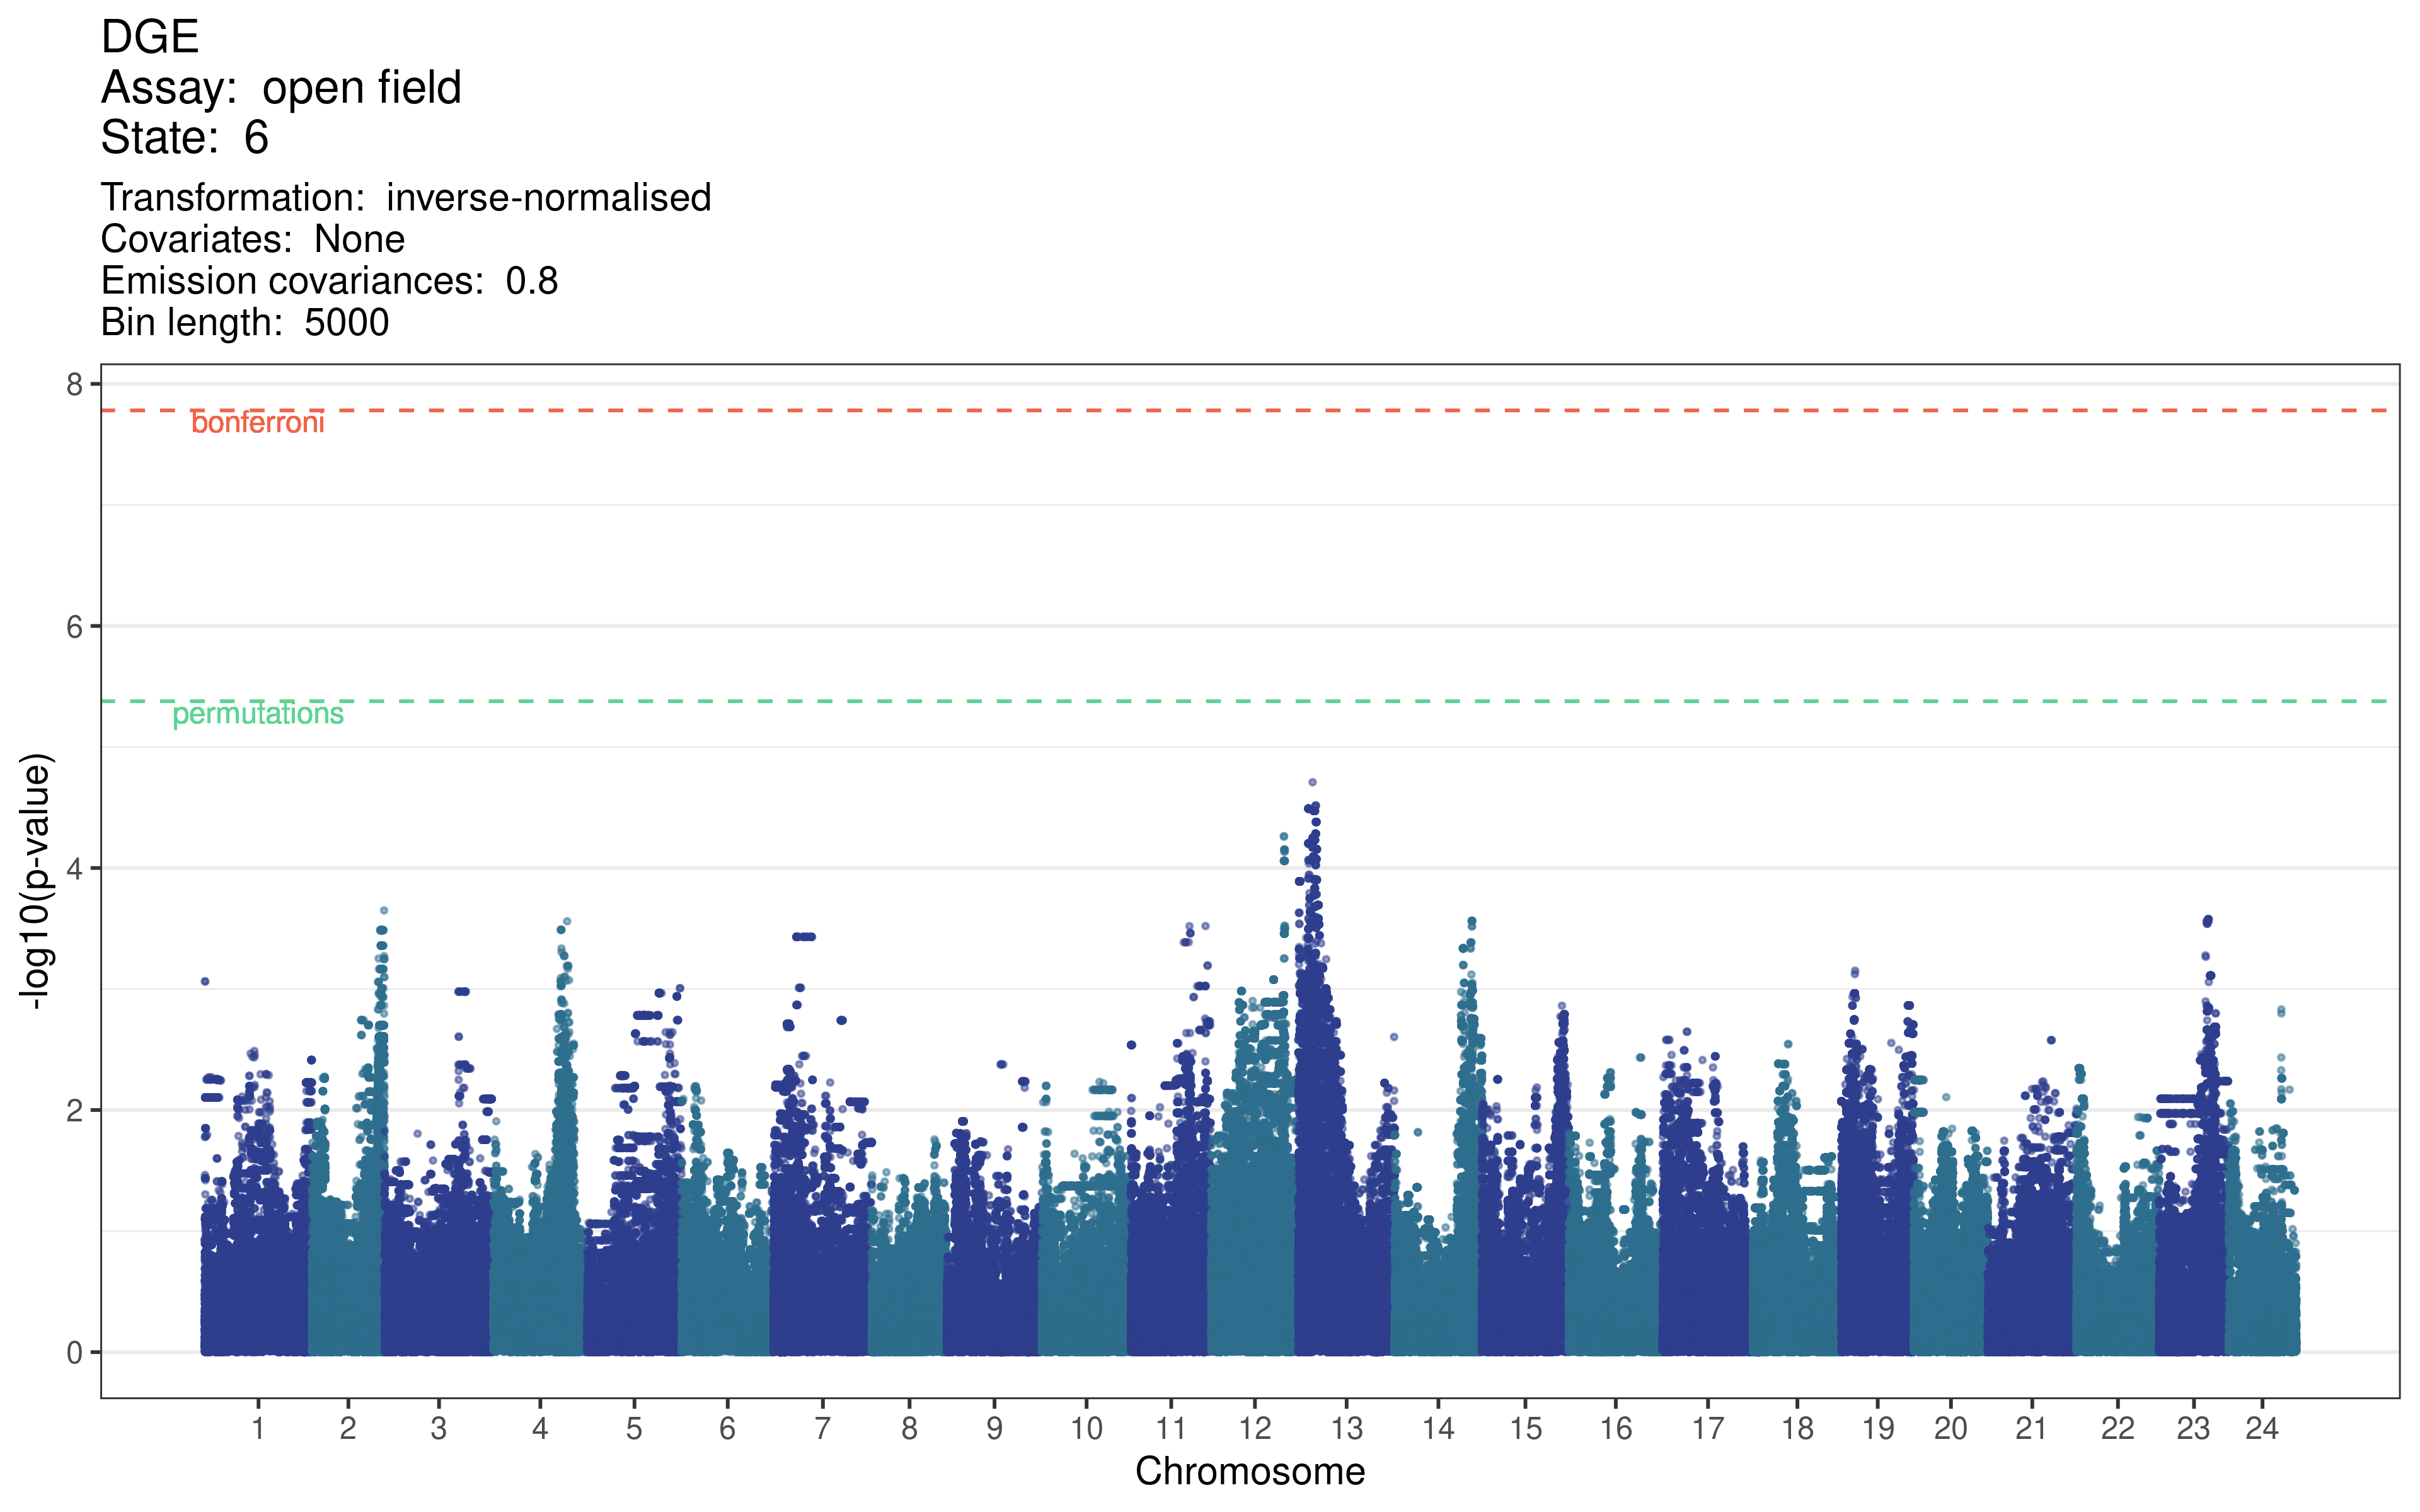 DGE
Assay:  open field
State:  6
Transformation:  inverse-normalised
Covariates:  None
Emission covariances:  0.8
Bin length:  5000
8
bonferroni
6
permutations
-log10(p-value)
4
2
0
1 2 3 4 5 6 7 8 9 10 11 12 13 14 15 16 17 18 19 20 21 22 23 24
Chromosome